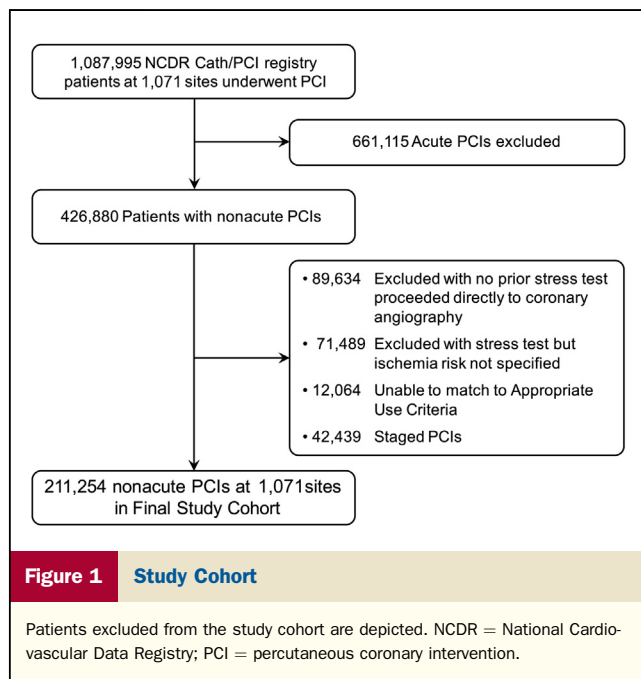 1,087,995 NCDR Cath/PCI registry
patients at 1,071 sites underwent PCI
661,115 Acute PCIs excluded
426,880 Patients with nonacute PCIs
• 89,634 Excluded with no prior stress test
proceeded directly to coronary
angiography
• 71,489 Excluded with stress test but
ischemia risk not specified
• 12,064 Unable to match to Appropriate
Use Criteria
• 42,439 Staged PCIs
211,254 nonacute PCIs at 1,071 sites
in Final Study Cohort
Figure 1 Study Cohort
Patients excluded from the study cohort are depicted. NCDR = National Cardio-
vascular Data Registry; PCI = percutaneous coronary intervention.